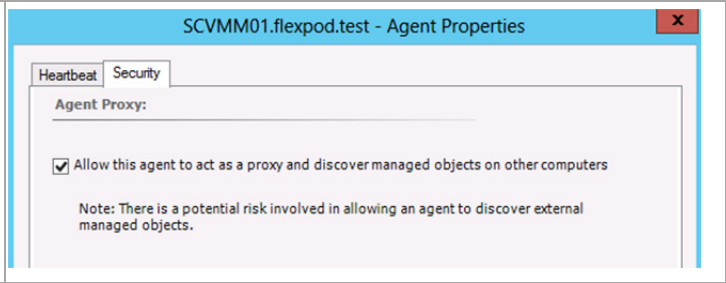 SCVMM01.flexpod.test - Agent Properties
x
Heartbeat Security
Agent Proxy:
Allow this agent to act as a proxy and discover managed objects on other computers
Note: There is a potential risk involved in allowing an agent to discover external
managed objects.